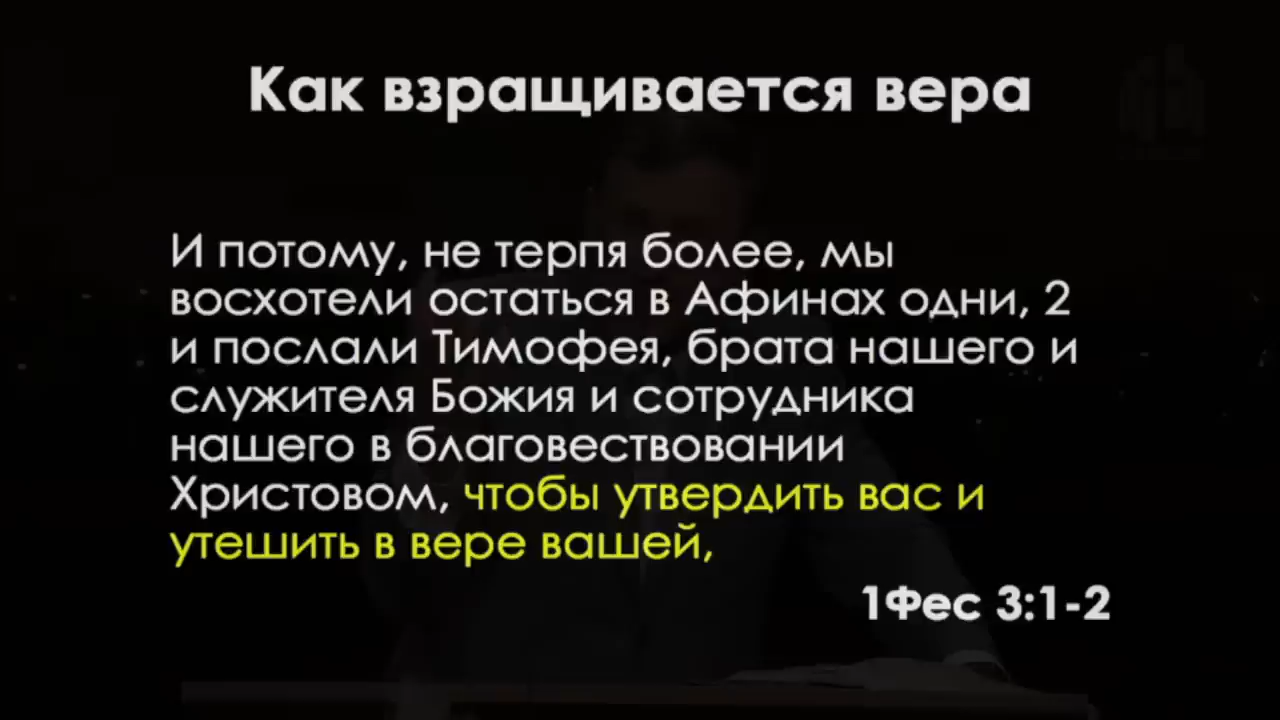 Как взращивается вера
И потому, не терпя более, мы
восхотели остаться в Афинах одни, 2
и послали Тимофея, брата нашего и
служителя Божия и сотрудника
нашего в благовествовании
Христовом, чтобы утвердить вас и
утешить в вере вашей,
1Фес 3:1-2